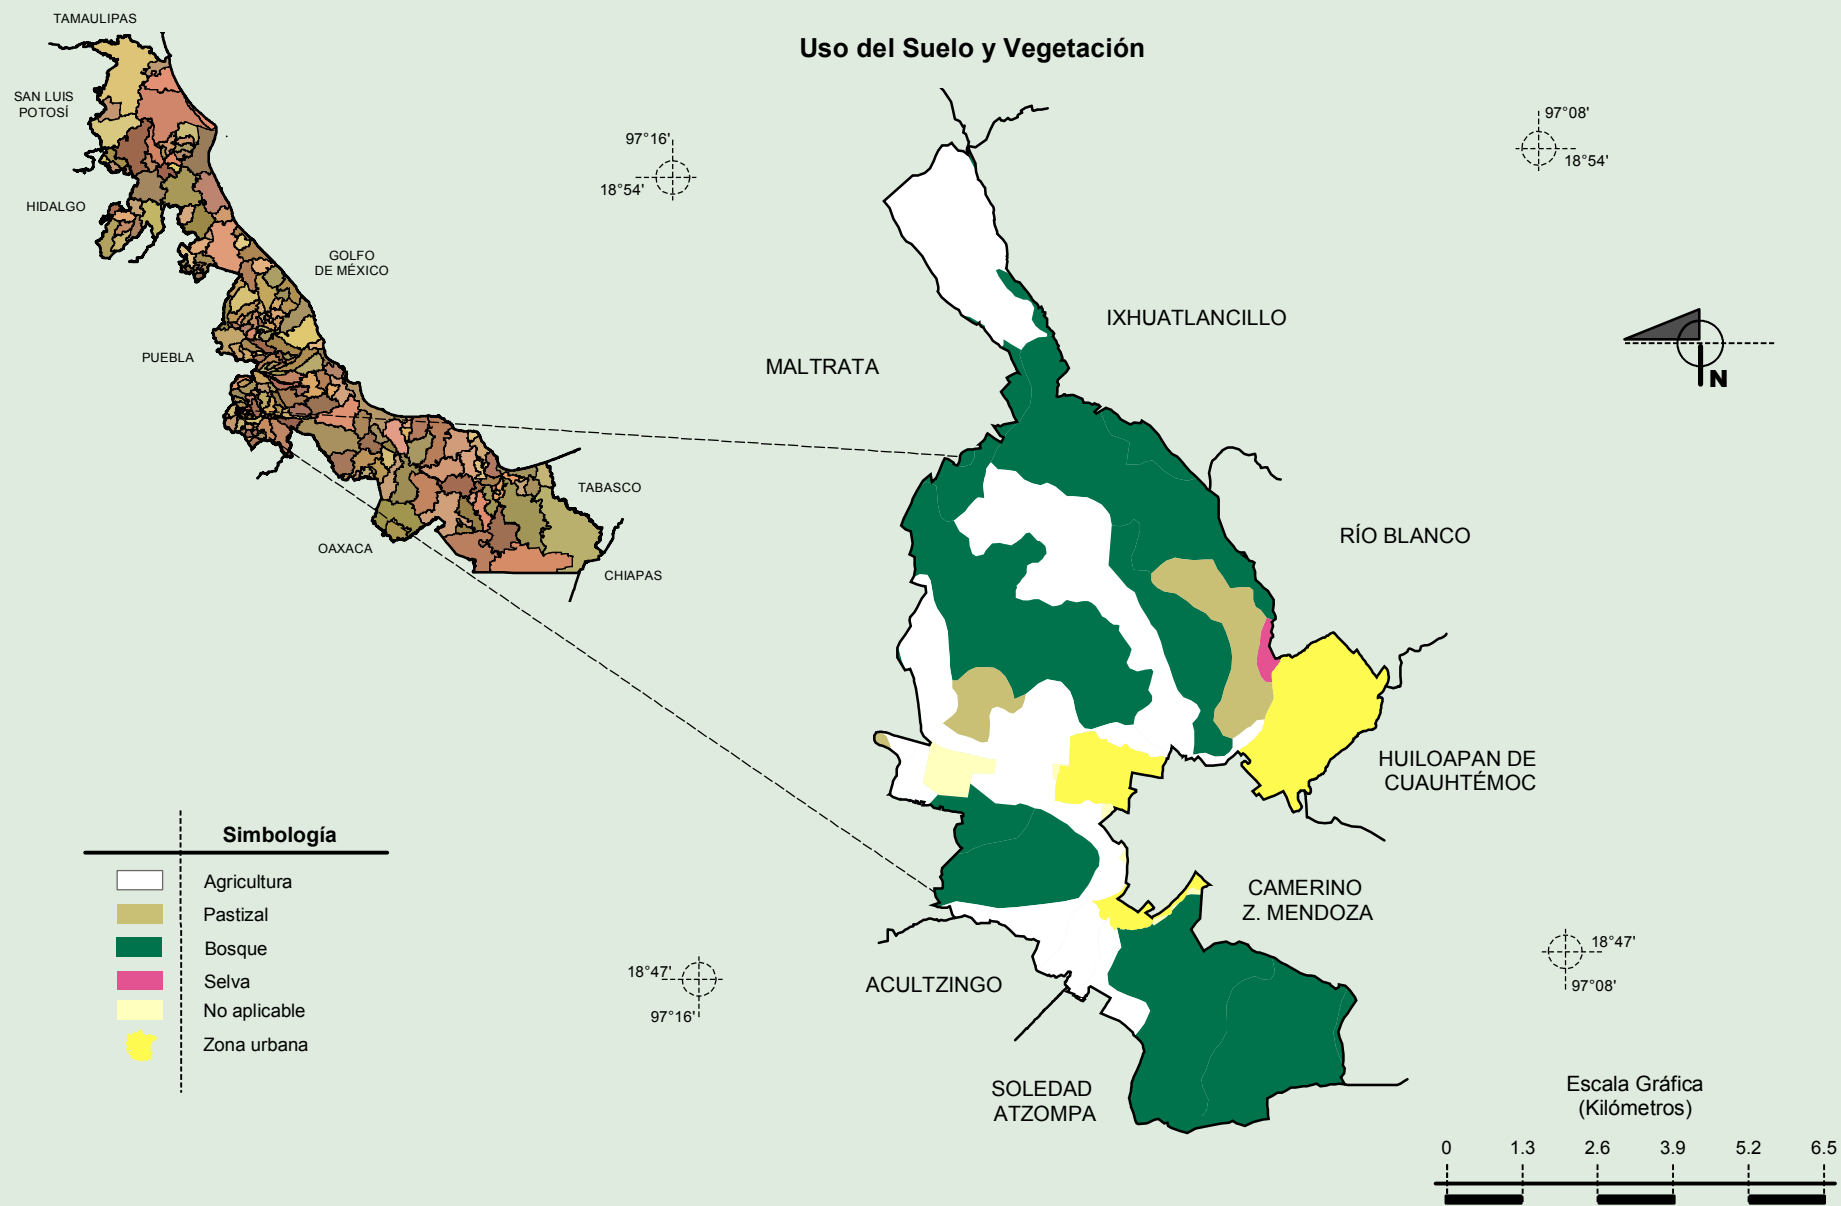 Uso del Suelo y Vegetación
TAMAULIPAS
SAN LUIS
POTOSÍ
HIDALGO
GOLFO
DE MÉXICO
PUEBLA
TABASCO
OAXACA
CHIAPAS
97°16'
18°54'
97°08'
18°54'
IXHUATLANCILLO
MALTRATA
N
RÍO BLANCO
HUILOAPAN DE
CUAUHTÉMOC
CAMERINO
Z. MENDOZA
ACULTZINGO
SOLEDAD
ATZOMPA
18°47'
97°16'
18°47'
97°08'
Simbología
Agricultura
Pastizal
Bosque
Selva
No aplicable
Zona urbana
Escala Gráfica
(Kilómetros)
0 1.3 2.6 3.9 5.2 6.5